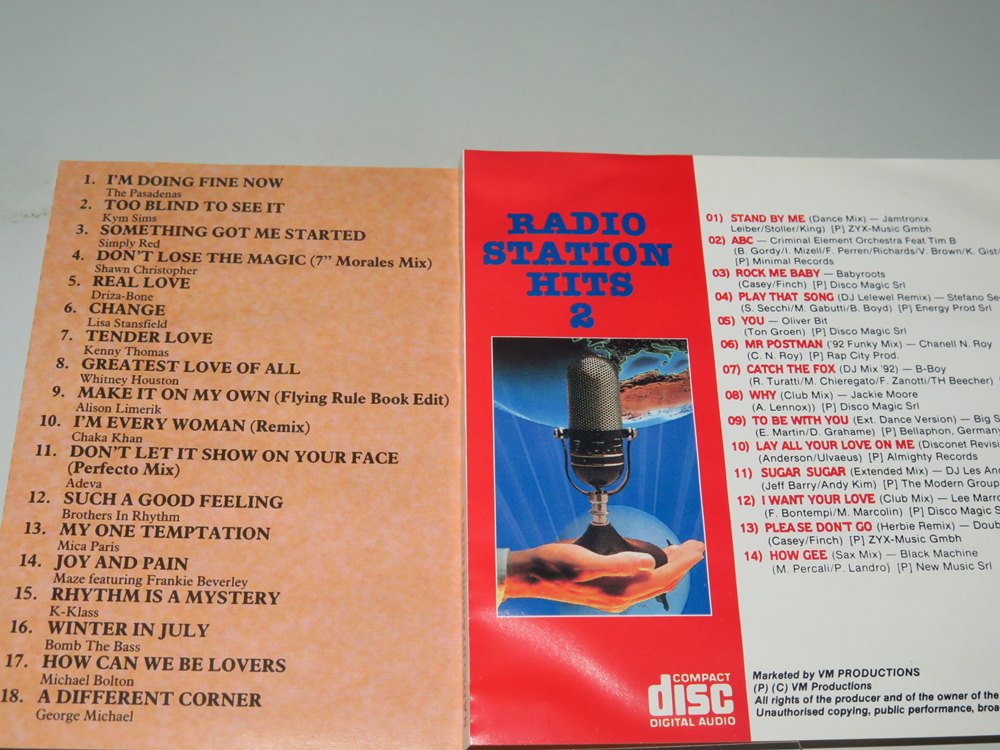 1. I'M DOING FINE NOW
The Pasadenas
2. TOO BLIND TO SEE IT
Kym Sims
3. SOMETHING GOT ME STARTED
Simply Red
4. DON'T LOSE THE MAGIC (7" Morales Mix)
Shawn Christopher
5. REAL LOVE
Driza-Bone
6. CHANGE
Lisa Stansfield
7. TENDER LOVE
Kenny Thomas
8. GREATEST LOVE OF ALL
Whitney Houston
9. MAKE IT ON MY OWN (Flying Rule Book Edit)
Alison Limerik
10. I'M EVERY WOMAN (Remix)
Chaka Khan
11. DON'T LET IT SHOW ON YOUR FACE
(Perfecto Mix)
Adeva
12. SUCH A GOOD FEELING
Brothers In Rhythm
13. MY ONE TEMPTATION
Mica Paris
14. JOY AND PAIN
Maze featuring Frankie Beverley
15. RHYTHM IS A MYSTERY
K-Klass
16. WINTER IN JULY
Bomb The Bass
17. HOW CAN WE BE LOVERS
Michael Bolton
18. A DIFFERENT CORNER
George Michael
RADIO
STATION
HITS
2
COMPACT
disc
DIGITAL AUDIO
01) STAND BY ME (Dance Mix) — Jamtronix
Leiber/Stoller/King) [P] ZYX-Music Gmbh
02) ABC — Criminal Element Orchestra Feat Tim B
(B. Gordy/I. Mizell/F. Perren/Richards/V. Brown/K. Gist/
[P] Minimal Records
03) ROCK ME BABY — Babyroots
(Casey/Finch) [P] Disco Magic Srl
04) PLAY THAT SONG (DJ Lelewel Remix) — Stefano Se
(S. Secchi/M. Gabutti/B. Boyd) [P] Energy Prod Srl
05) YOU — Oliver Bit
(Ton Groen) [P] Disco Magic Srl
06) MR POSTMAN ('92 Funky Mix) — Chanell N. Roy
(C. N. Roy) [P] Rap City Prod.
07) CATCH THE FOX (DJ Mix '92) — B-Boy
(R. Turatti/M. Chieregato/F. Zanotti/TH Beecher)
08) WHY (Club Mix) — Jackie Moore
(A. Lennox)) [P] Disco Magic Srl
09) TO BE WITH YOU (Ext. Dance Version) — Big S
(E. Martin/D. Grahame) [P] Bellaphon, Germany
10) LAY ALL YOUR LOVE ON ME (Disconet Revisi
(Anderson/Ulvaeus) [P] Almighty Records
11) SUGAR SUGAR (Extended Mix) — DJ Les An
(Jeff Barry/Andy Kim) [P] The Modern Group
12) I WANT YOUR LOVE (Club Mix) — Lee Marro
(F. Bontempi/M. Marcolin) [P] Disco Magic S
13) PLEASE DON'T GO (Herbie Remix) — Doub
(Casey/Finch) [P] ZYX-Music Gmbh
14) HOW GEE (Sax Mix) — Black Machine
(M. Percali/P. Landro) [P] New Music Srl
Marketed by VM PRODUCTIONS
(P) (C) VM Productions
All rights of the producer and of the owner of the
Unauthorised copying, public performance, broa